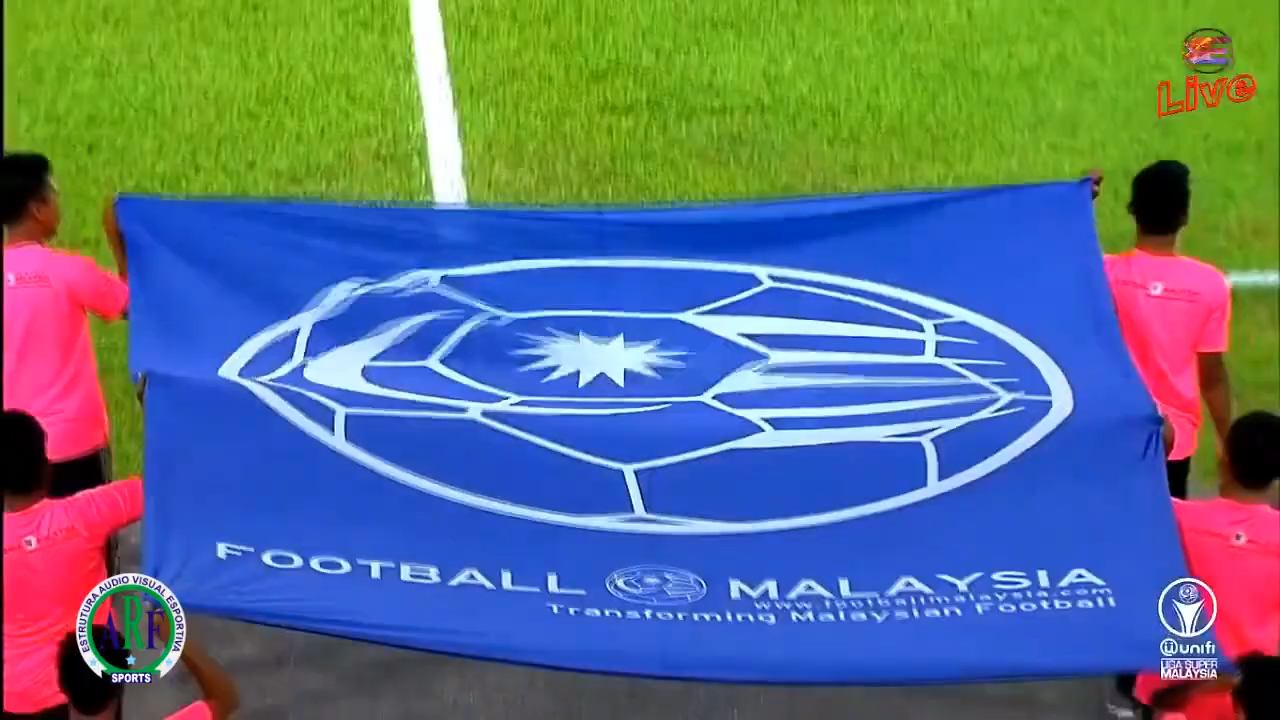 Live
FOOTBALL MALAYSIA
www.footballmalaysia.com
Transforming Malaysian Football
ESTRUTURA AUDIO VISUAL ESPORTIVA
ARF
SPORTS
unifi
LIGA SUPER
MALAYSIA